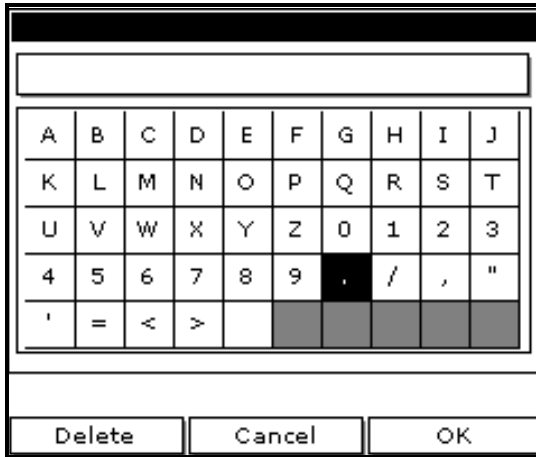 A B C D E F G H I J
K L M N O P Q R S T
U V W X Y Z 0 1 2 3
4 5 6 7 8 9 . / , "
' = < >
Delete Cancel OK